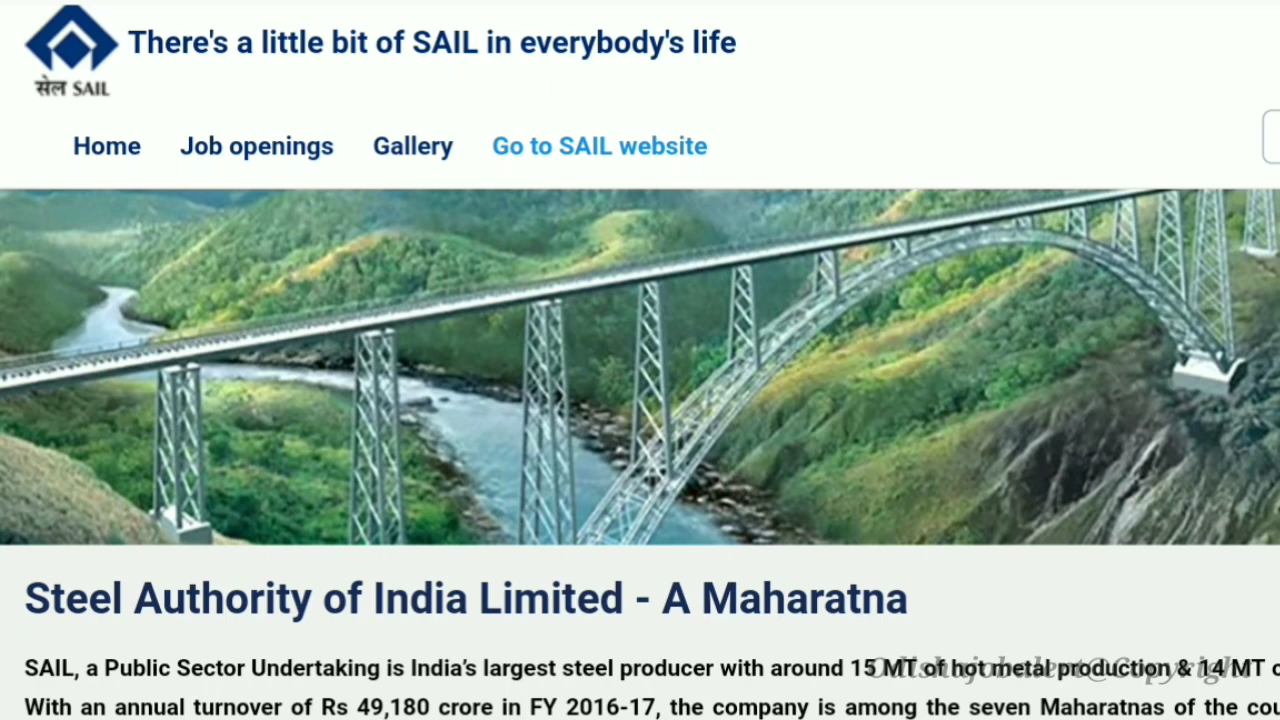 There's a little bit of SAIL in everybody's life
सेल SAIL
Home Job openings Gallery Go to SAIL website
Steel Authority of India Limited - A Maharatna
SAIL, a Public Sector Undertaking is India’s largest steel producer with around 15 MT of hot metal production & 14 MT
Odishajobalert@Copyright
With an annual turnover of Rs 49,180 crore in FY 2016-17, the company is among the seven Maharatnas of the